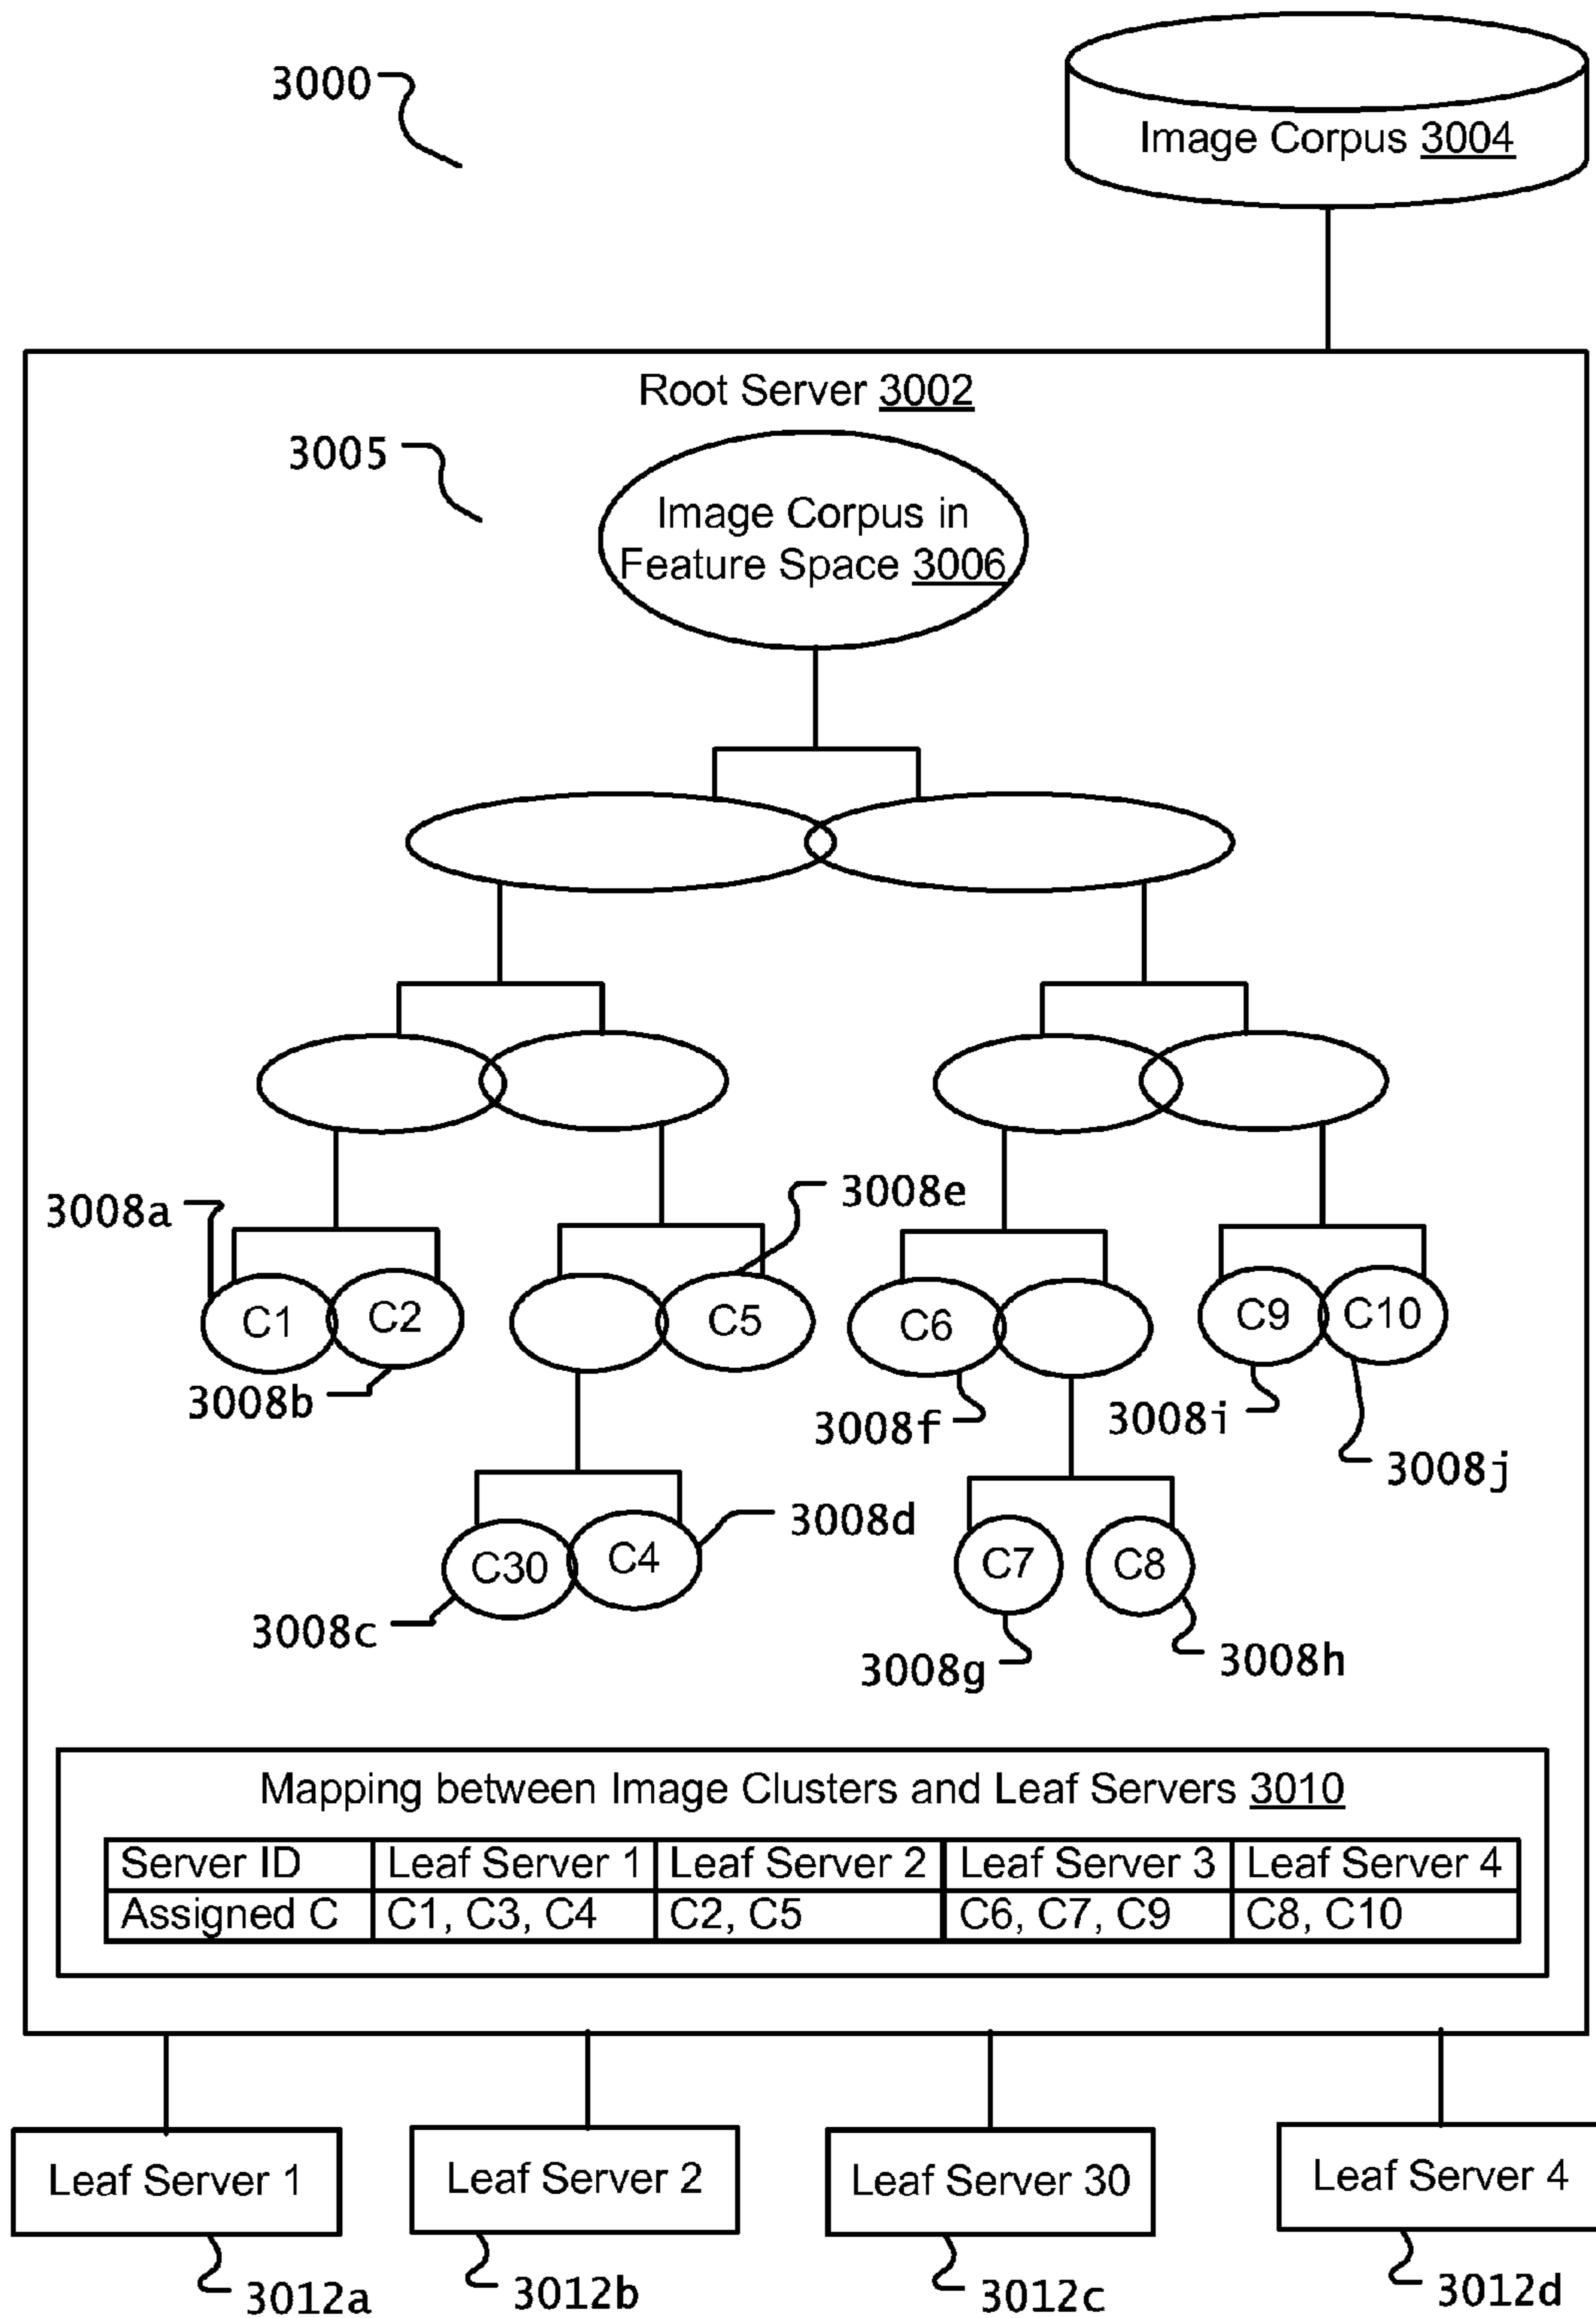 3000
Image Corpus 3004
Root Server 3002
3005
Image Corpus in
Feature Space 3006
3008a
3008e
C1
C2
C5
C6
C9
C10
3008b
3008f
3008i
3008j
C30
C4
3008d
C7
C8
3008c
3008g
3008h
Mapping between Image Clusters and Leaf Servers 3010
Server ID Leaf Server 1 Leaf Server 2 Leaf Server 3 Leaf Server 4
Assigned C C1, C3, C4 C2, C5 C6, C7, C9 C8, C10
Leaf Server 1
Leaf Server 2
Leaf Server 30
Leaf Server 4
3012a
3012b
3012c
3012d